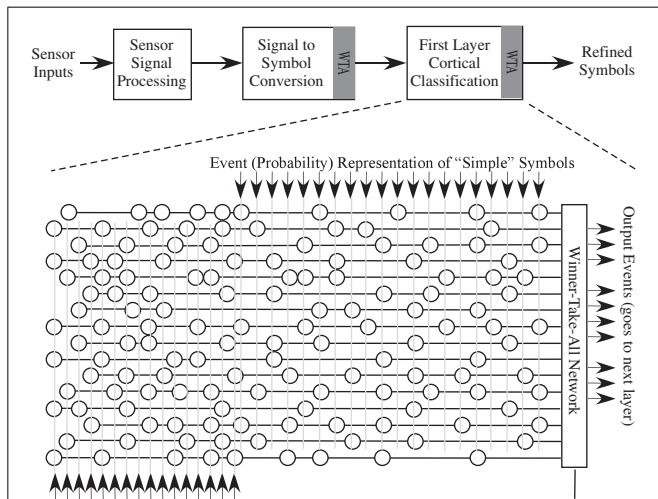 Sensor
Inputs
Sensor
Signal
Processing
Signal to
Symbol
Conversion
WTA
First Layer
Cortical
Classification
WTA
Refined
Symbols
Event (Probability) Representation of “Simple” Symbols
Winner-Take-All Network
Output Events (goes to
next layer)